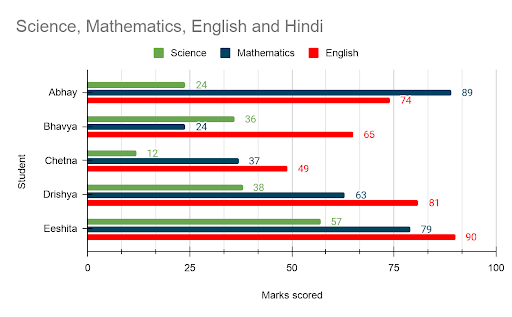 Science, Mathematics, English and Hindi
Science Mathematics English
Student
Abhay 24 89 74
Bhavya 36 24 65
Chetna 12 37 49
Drishya 38 63 81
Eeshita 57 79 90
0 25 50 75 100
Marks scored